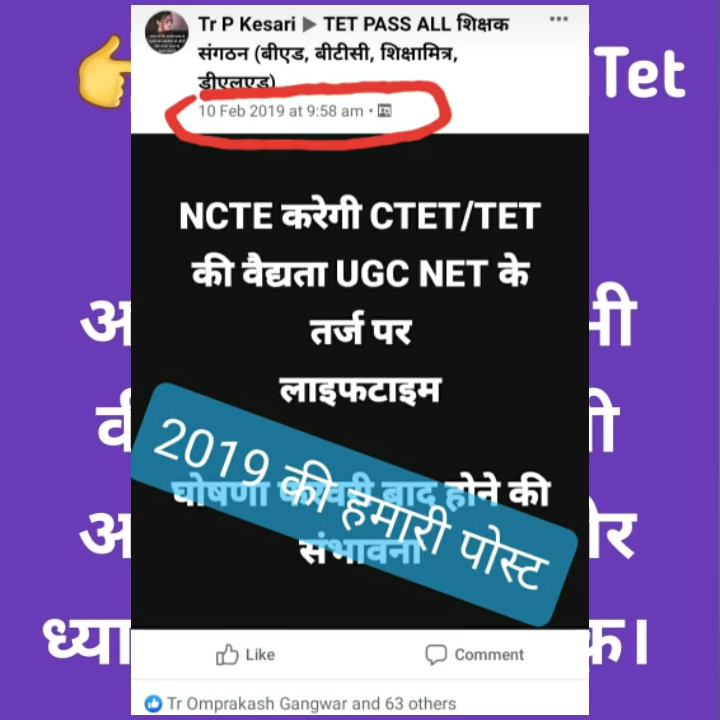 Tr P Kesari ▶ TET PASS ALL शिक्षक
संगठन (बीएड, बीटीसी, शिक्षामित्र,
डीएलएड)
10 Feb 2019 at 9:58 am
Tet
NCTE करेगी CTET/TET
की वैद्यता UGC NET के
तर्ज पर
लाइफटाइम
घोषणा फरवरी बाद होने की
संभावना
2019 की हमारी पोस्ट
Like
Comment
Tr Omprakash Gangwar and 63 others